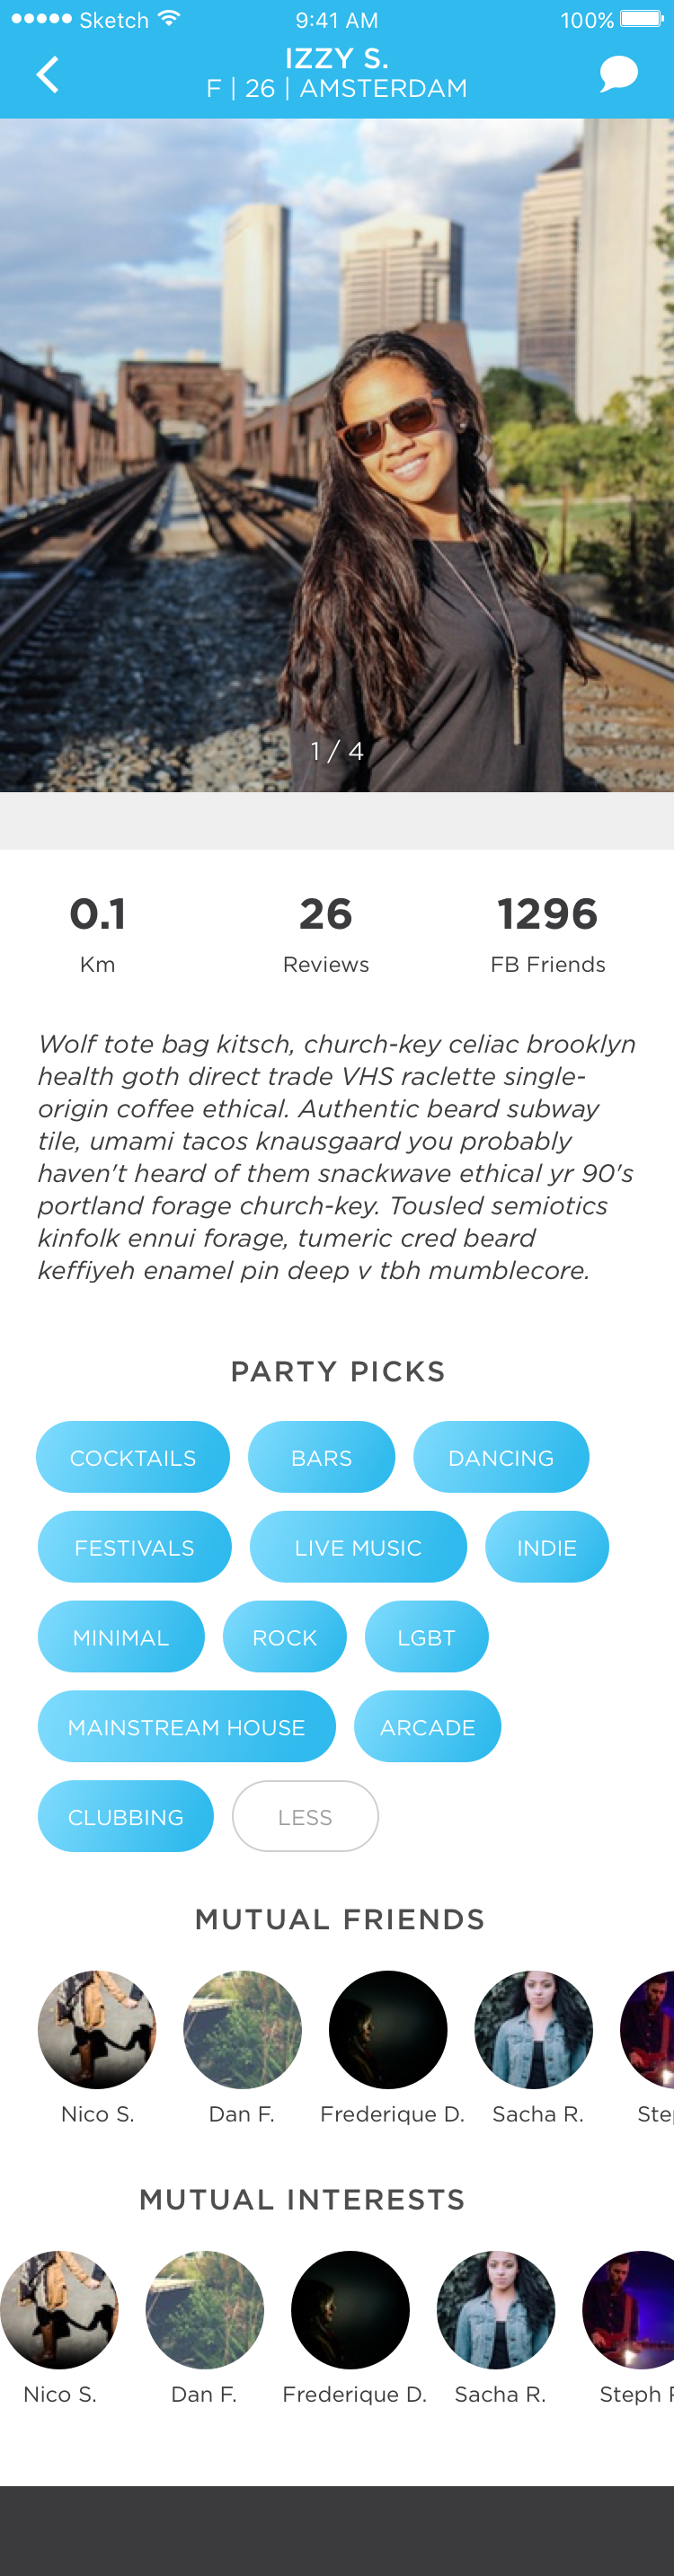 Sketch 9:41 AM 100%
IZZY S.
F | 26 | AMSTERDAM
1 / 4
0.1 26 1296
Km Reviews FB Friends
Wolf tote bag kitsch, church-key celiac brooklyn
health goth direct trade VHS raclette single-
origin coffee ethical. Authentic beard subway
tile, umami tacos knausgaard you probably
haven't heard of them snackwave ethical yr 90's
portland forage church-key. Tousled semiotics
kinfolk ennui forage, tumeric cred beard
keffiyeh enamel pin deep v tbh mumblecore.
PARTY PICKS
COCKTAILS BARS DANCING
FESTIVALS LIVE MUSIC INDIE
MINIMAL ROCK LGBT
MAINSTREAM HOUSE ARCADE
CLUBBING LESS
MUTUAL FRIENDS
Nico S. Dan F. Frederique D. Sacha R. Ste
MUTUAL INTERESTS
Nico S. Dan F. Frederique D. Sacha R. Steph